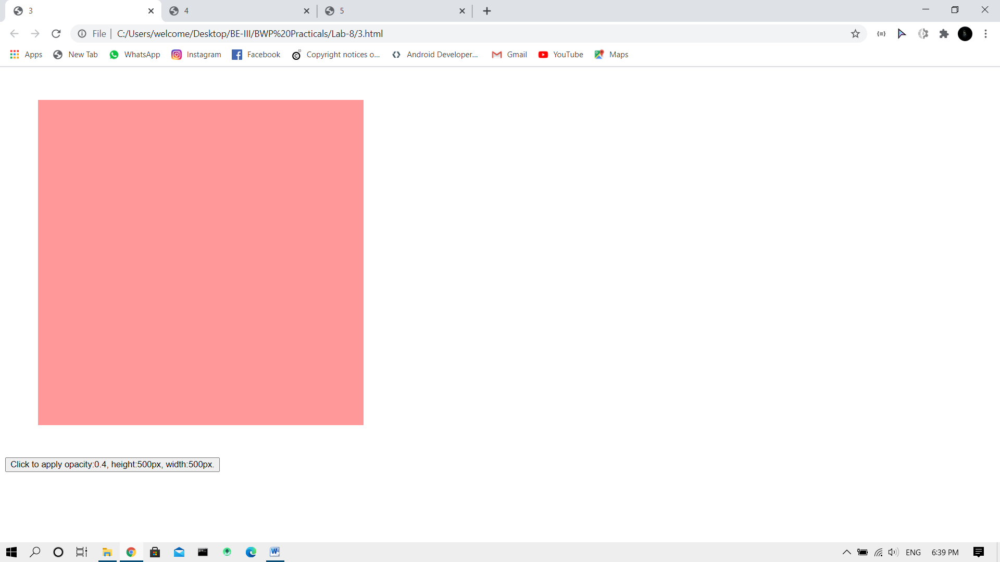 3
4
5
File
C:/Users/welcome/Desktop/BE-III/BWP%20Practicals/Lab-8/3.html
Apps
New Tab
WhatsApp
Instagram
Facebook
Copyright notices o...
Android Developer...
Gmail
YouTube
Maps
Click to apply opacity:0.4, height:500px, width:500px.
ENG
6:39 PM